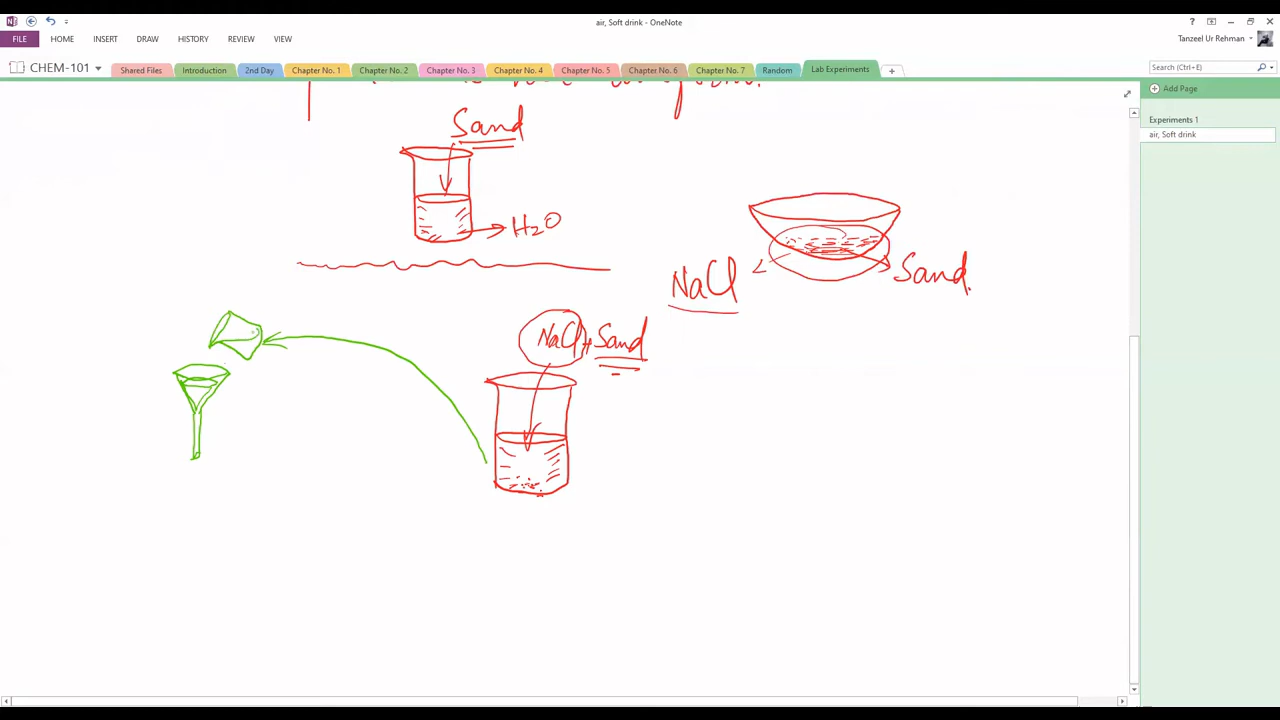 air, Soft drink - OneNote
FILE HOME INSERT DRAW HISTORY REVIEW VIEW
Tanzeel Ur Rehman
CHEM-101
Shared Files Introduction 2nd Day Chapter No. 1 Chapter No. 2 Chapter No. 3 Chapter No. 4 Chapter No. 5 Chapter No. 6 Chapter No. 7 Random Lab Experiments
Search (Ctrl+E)
Add Page
Experiments 1
air, Soft drink
Sand
H2O
NaCl
Sand.
NaCl + Sand